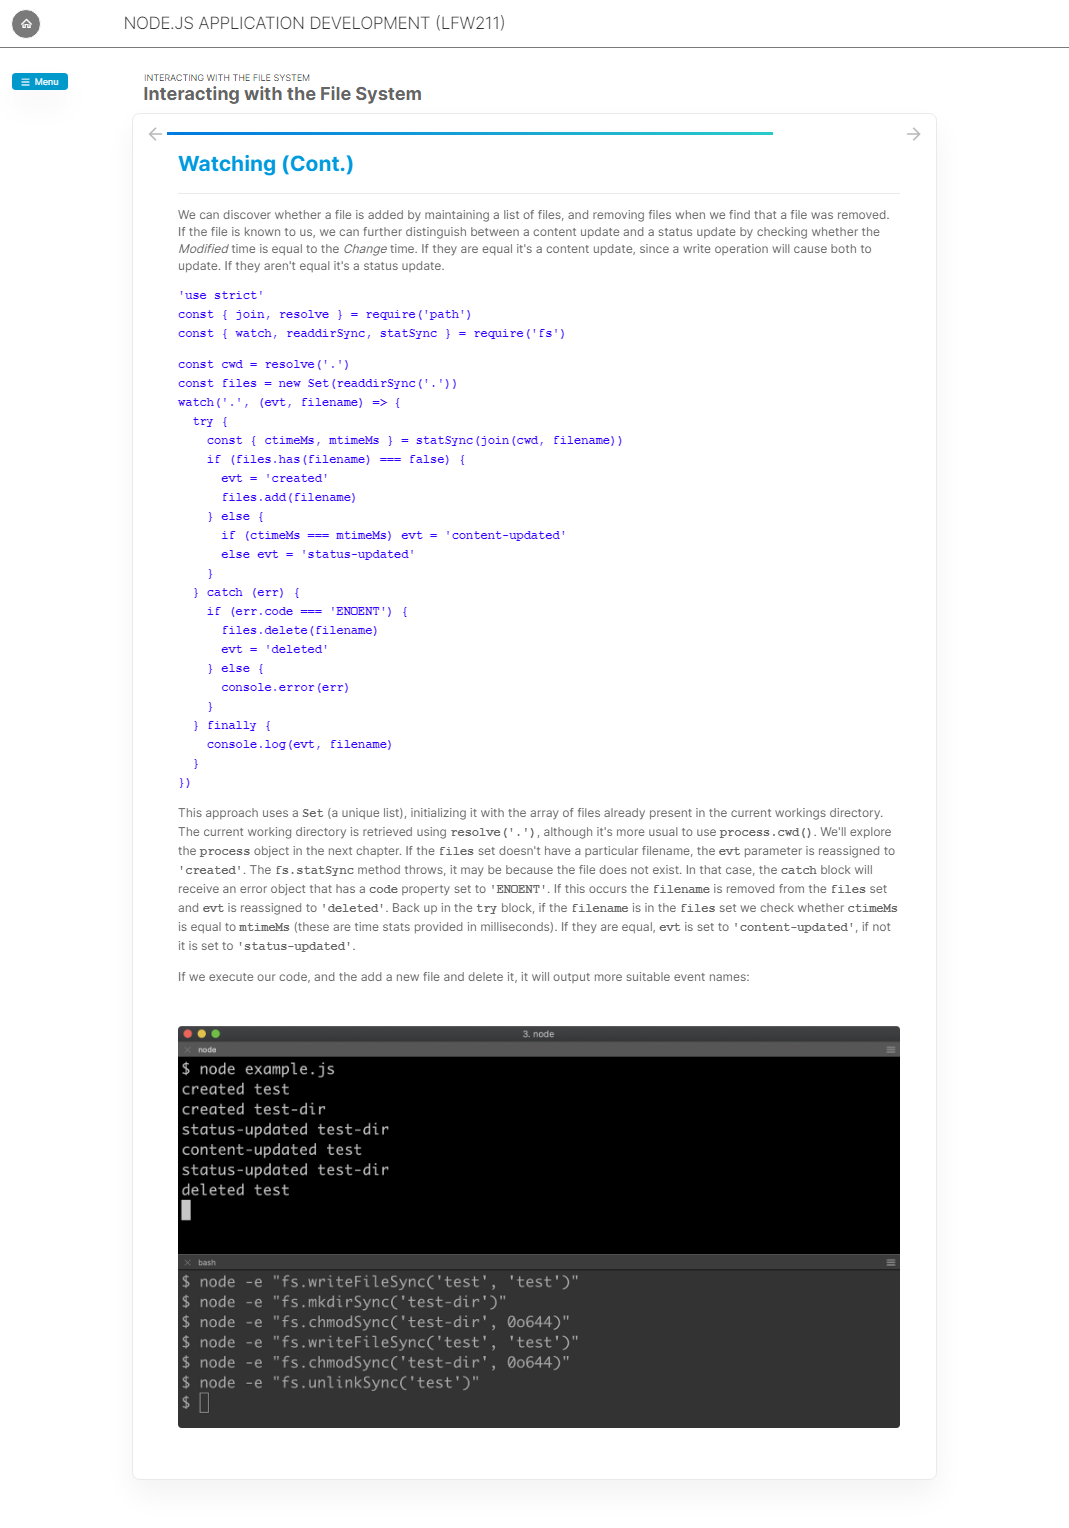 NODE.JS APPLICATION DEVELOPMENT (LFW211)
Menu
INTERACTING WITH THE FILE SYSTEM
Interacting with the File System
Watching (Cont.)
We can discover whether a file is added by maintaining a list of files, and removing files when we find that a file was removed.
If the file is known to us, we can further distinguish between a content update and a status update by checking whether the
Modified time is equal to the Change time. If they are equal it's a content update, since a write operation will cause both to
update. If they aren't equal it's a status update.
'use strict'
const { join, resolve } = require('path')
const { watch, readdirSync, statSync } = require('fs')
const cwd = resolve('.')
const files = new Set(readdirSync('.'))
watch('.', (evt, filename) => {
  try {
    const { ctimeMs, mtimeMs } = statSync(join(cwd, filename))
    if (files.has(filename) === false) {
      evt = 'created'
      files.add(filename)
    } else {
      if (ctimeMs === mtimeMs) evt = 'content-updated'
      else evt = 'status-updated'
    }
  } catch (err) {
    if (err.code === 'ENOENT') {
      files.delete(filename)
      evt = 'deleted'
    } else {
      console.error(err)
    }
  } finally {
    console.log(evt, filename)
  }
})
This approach uses a Set (a unique list), initializing it with the array of files already present in the current workings directory.
The current working directory is retrieved using resolve('.'), although it's more usual to use process.cwd(). We'll explore
the process object in the next chapter. If the files set doesn't have a particular filename, the evt parameter is reassigned to
'created'. The fs.statSync method throws, it may be because the file does not exist. In that case, the catch block will
receive an error object that has a code property set to 'ENOENT'. If this occurs the filename is removed from the files set
and evt is reassigned to 'deleted'. Back up in the try block, if the filename is in the files set we check whether ctimeMs
is equal to mtimeMs (these are time stats provided in milliseconds). If they are equal, evt is set to 'content-updated', if not
it is set to 'status-updated'.
If we execute our code, and the add a new file and delete it, it will output more suitable event names:
3. node
node
$ node example.js
created test
created test-dir
status-updated test-dir
content-updated test
status-updated test-dir
deleted test
bash
$ node -e "fs.writeFileSync('test', 'test')"
$ node -e "fs.mkdirSync('test-dir')"
$ node -e "fs.chmodSync('test-dir', 0o644)"
$ node -e "fs.writeFileSync('test', 'test')"
$ node -e "fs.chmodSync('test-dir', 0o644)"
$ node -e "fs.unlinkSync('test')"
$